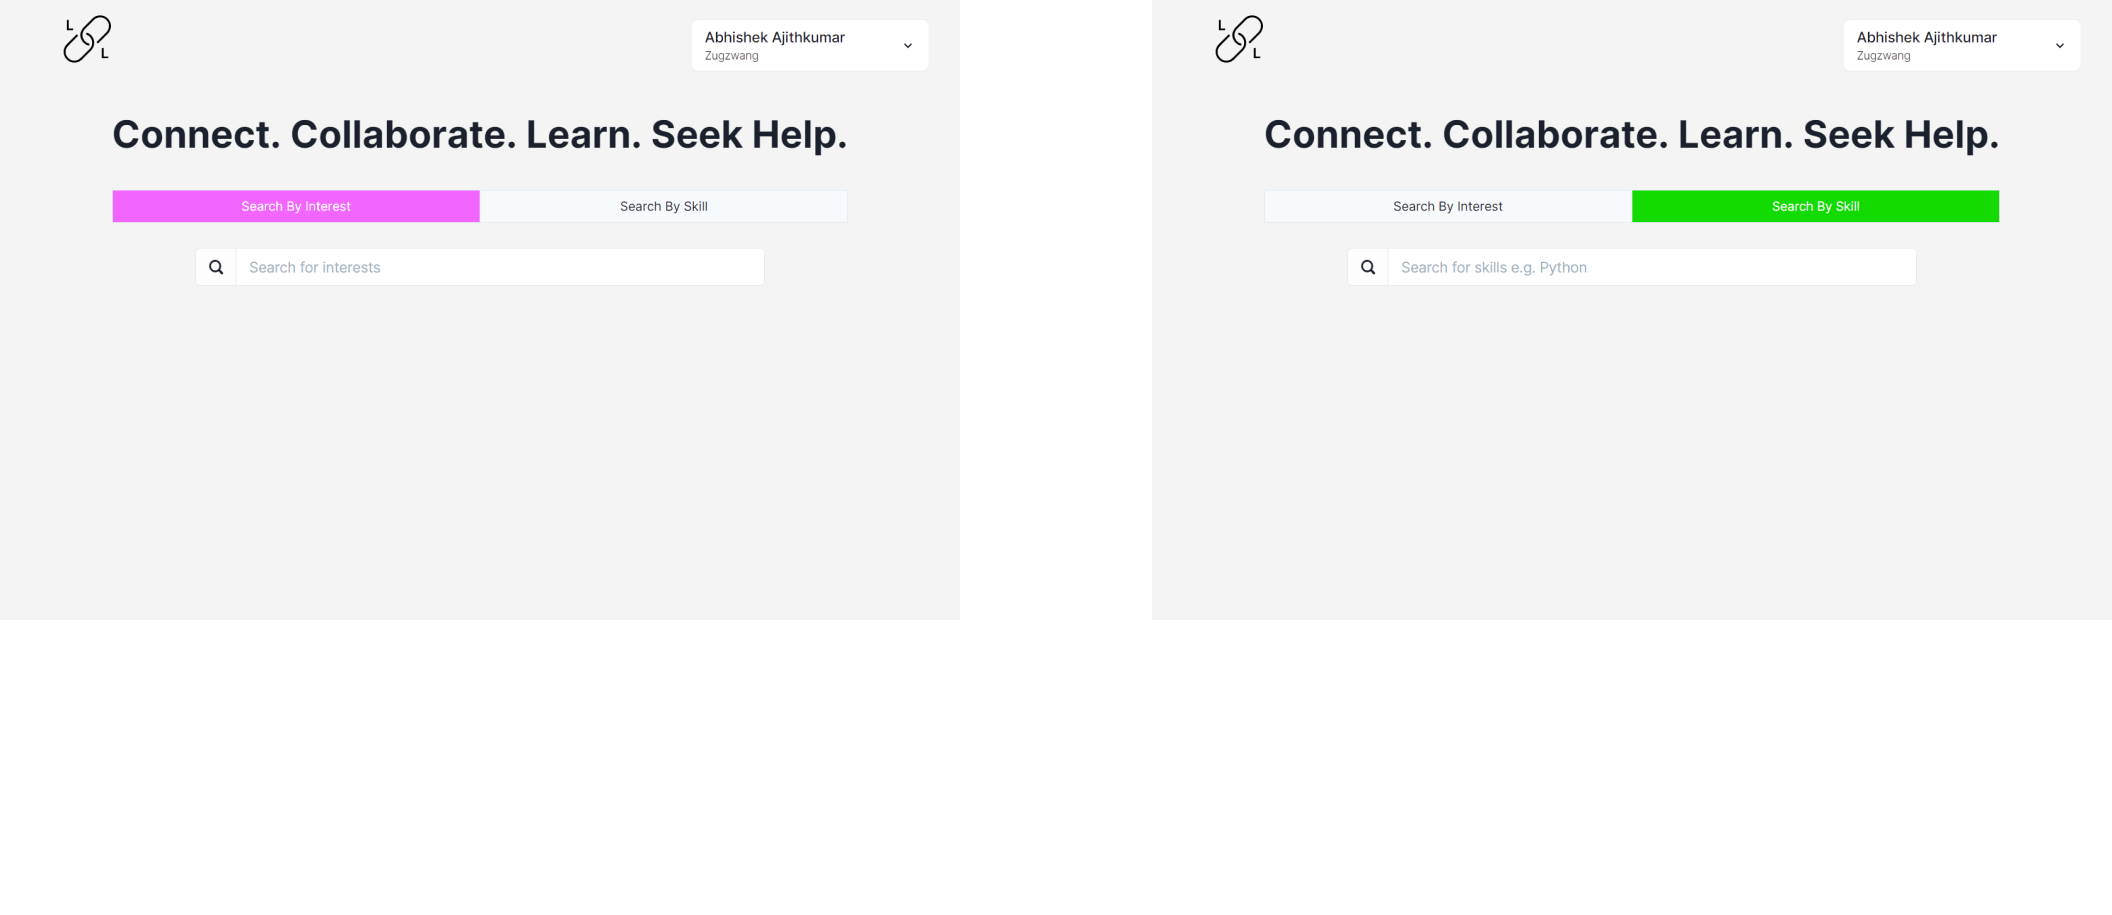 L
L
Abhishek Ajithkumar
Zugzwang
Connect. Collaborate. Learn. Seek Help.
Search By Interest
Search By Skill
Search for interests
L
L
Abhishek Ajithkumar
Zugzwang
Connect. Collaborate. Learn. Seek Help.
Search By Interest
Search By Skill
Search for skills e.g. Python